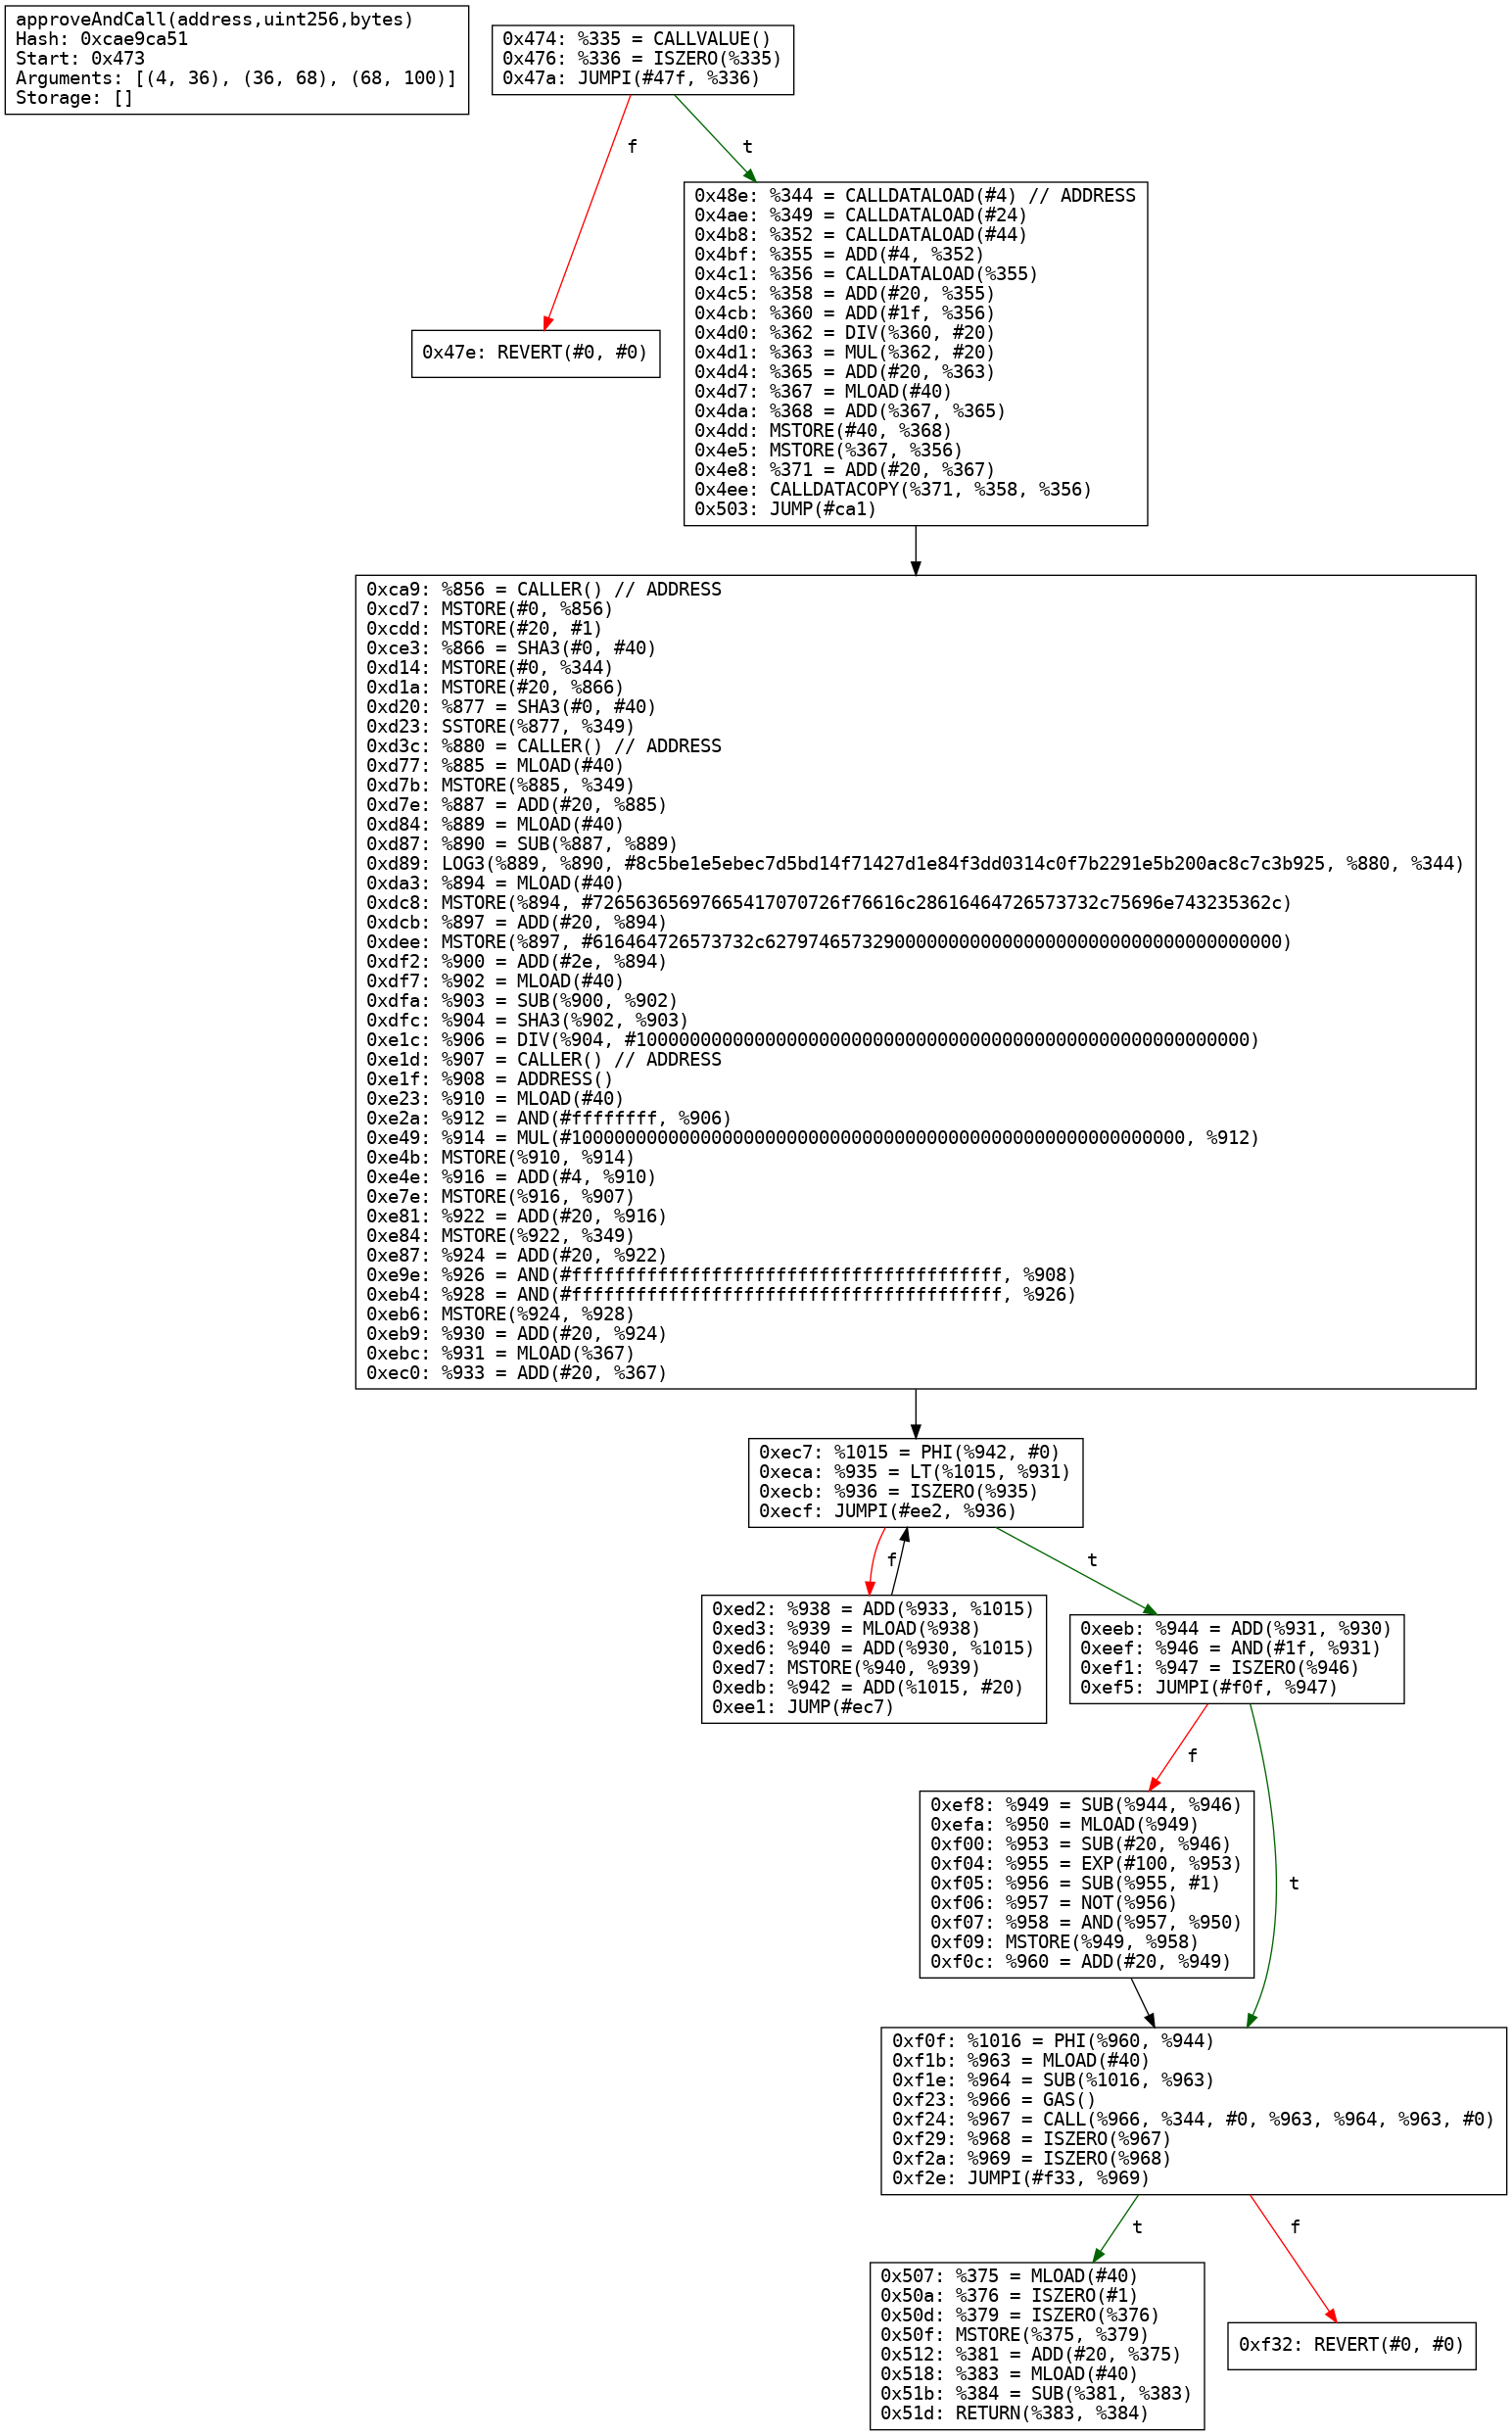 approveAndCall(address,uint256,bytes)
Hash: 0xcae9ca51
Start: 0x473
Arguments: [(4, 36), (36, 68), (68, 100)]
Storage: []
0x474: %335 = CALLVALUE()
0x476: %336 = ISZERO(%335)
0x47a: JUMPI(#47f, %336)
f
t
0x47e: REVERT(#0, #0)
0x48e: %344 = CALLDATALOAD(#4) // ADDRESS
0x4ae: %349 = CALLDATALOAD(#24)
0x4b8: %352 = CALLDATALOAD(#44)
0x4bf: %355 = ADD(#4, %352)
0x4c1: %356 = CALLDATALOAD(%355)
0x4c5: %358 = ADD(#20, %355)
0x4cb: %360 = ADD(#1f, %356)
0x4d0: %362 = DIV(%360, #20)
0x4d1: %363 = MUL(%362, #20)
0x4d4: %365 = ADD(#20, %363)
0x4d7: %367 = MLOAD(#40)
0x4da: %368 = ADD(%367, %365)
0x4dd: MSTORE(#40, %368)
0x4e5: MSTORE(%367, %356)
0x4e8: %371 = ADD(#20, %367)
0x4ee: CALLDATACOPY(%371, %358, %356)
0x503: JUMP(#ca1)
0xca9: %856 = CALLER() // ADDRESS
0xcd7: MSTORE(#0, %856)
0xcdd: MSTORE(#20, #1)
0xce3: %866 = SHA3(#0, #40)
0xd14: MSTORE(#0, %344)
0xd1a: MSTORE(#20, %866)
0xd20: %877 = SHA3(#0, #40)
0xd23: SSTORE(%877, %349)
0xd3c: %880 = CALLER() // ADDRESS
0xd77: %885 = MLOAD(#40)
0xd7b: MSTORE(%885, %349)
0xd7e: %887 = ADD(#20, %885)
0xd84: %889 = MLOAD(#40)
0xd87: %890 = SUB(%887, %889)
0xd89: LOG3(%889, %890, #8c5be1e5ebec7d5bd14f71427d1e84f3dd0314c0f7b2291e5b200ac8c7c3b925, %880, %344)
0xda3: %894 = MLOAD(#40)
0xdc8: MSTORE(%894, #72656365697665417070726f76616c28616464726573732c75696e743235362c)
0xdcb: %897 = ADD(#20, %894)
0xdee: MSTORE(%897, #616464726573732c627974657329000000000000000000000000000000000000)
0xdf2: %900 = ADD(#2e, %894)
0xdf7: %902 = MLOAD(#40)
0xdfa: %903 = SUB(%900, %902)
0xdfc: %904 = SHA3(%902, %903)
0xe1c: %906 = DIV(%904, #100000000000000000000000000000000000000000000000000000000)
0xe1d: %907 = CALLER() // ADDRESS
0xe1f: %908 = ADDRESS()
0xe23: %910 = MLOAD(#40)
0xe2a: %912 = AND(#ffffffff, %906)
0xe49: %914 = MUL(#100000000000000000000000000000000000000000000000000000000, %912)
0xe4b: MSTORE(%910, %914)
0xe4e: %916 = ADD(#4, %910)
0xe7e: MSTORE(%916, %907)
0xe81: %922 = ADD(#20, %916)
0xe84: MSTORE(%922, %349)
0xe87: %924 = ADD(#20, %922)
0xe9e: %926 = AND(#ffffffffffffffffffffffffffffffffffffffff, %908)
0xeb4: %928 = AND(#ffffffffffffffffffffffffffffffffffffffff, %926)
0xeb6: MSTORE(%924, %928)
0xeb9: %930 = ADD(#20, %924)
0xebc: %931 = MLOAD(%367)
0xec0: %933 = ADD(#20, %367)
0xec7: %1015 = PHI(%942, #0)
0xeca: %935 = LT(%1015, %931)
0xecb: %936 = ISZERO(%935)
0xecf: JUMPI(#ee2, %936)
f
t
0xed2: %938 = ADD(%933, %1015)
0xed3: %939 = MLOAD(%938)
0xed6: %940 = ADD(%930, %1015)
0xed7: MSTORE(%940, %939)
0xedb: %942 = ADD(%1015, #20)
0xee1: JUMP(#ec7)
0xeeb: %944 = ADD(%931, %930)
0xeef: %946 = AND(#1f, %931)
0xef1: %947 = ISZERO(%946)
0xef5: JUMPI(#f0f, %947)
f
t
0xef8: %949 = SUB(%944, %946)
0xefa: %950 = MLOAD(%949)
0xf00: %953 = SUB(#20, %946)
0xf04: %955 = EXP(#100, %953)
0xf05: %956 = SUB(%955, #1)
0xf06: %957 = NOT(%956)
0xf07: %958 = AND(%957, %950)
0xf09: MSTORE(%949, %958)
0xf0c: %960 = ADD(#20, %949)
0xf0f: %1016 = PHI(%960, %944)
0xf1b: %963 = MLOAD(#40)
0xf1e: %964 = SUB(%1016, %963)
0xf23: %966 = GAS()
0xf24: %967 = CALL(%966, %344, #0, %963, %964, %963, #0)
0xf29: %968 = ISZERO(%967)
0xf2a: %969 = ISZERO(%968)
0xf2e: JUMPI(#f33, %969)
t
f
0x507: %375 = MLOAD(#40)
0x50a: %376 = ISZERO(#1)
0x50d: %379 = ISZERO(%376)
0x50f: MSTORE(%375, %379)
0x512: %381 = ADD(#20, %375)
0x518: %383 = MLOAD(#40)
0x51b: %384 = SUB(%381, %383)
0x51d: RETURN(%383, %384)
0xf32: REVERT(#0, #0)